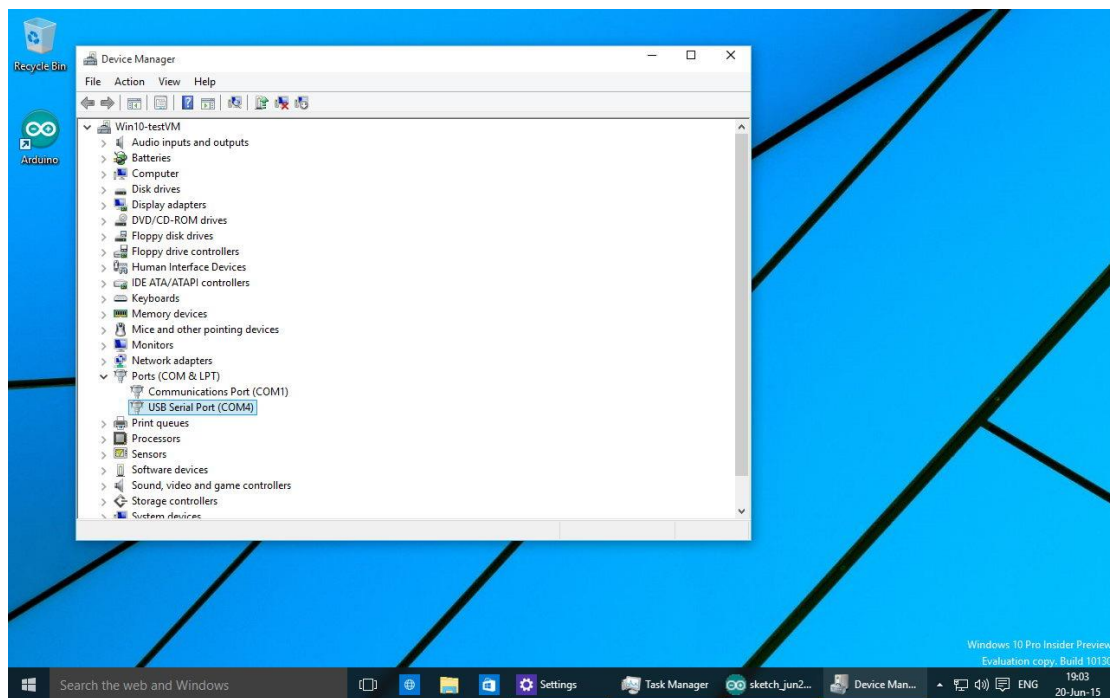 Recycle Bin
Arduino
Device Manager
File Action View Help
Win10-testVM
Audio inputs and outputs
Batteries
Computer
Disk drives
Display adapters
DVD/CD-ROM drives
Floppy disk drives
Floppy drive controllers
Human Interface Devices
IDE ATA/ATAPI controllers
Keyboards
Memory devices
Mice and other pointing devices
Monitors
Network adapters
Ports (COM & LPT)
Communications Port (COM1)
USB Serial Port (COM4)
Print queues
Processors
Sensors
Software devices
Sound, video and game controllers
Storage controllers
System devices
Windows 10 Pro Insider Preview
Evaluation copy. Build 10130
Search the web and Windows
Settings
Task Manager
sketch_jun2...
Device Man...
ENG
19:03
20-Jun-15